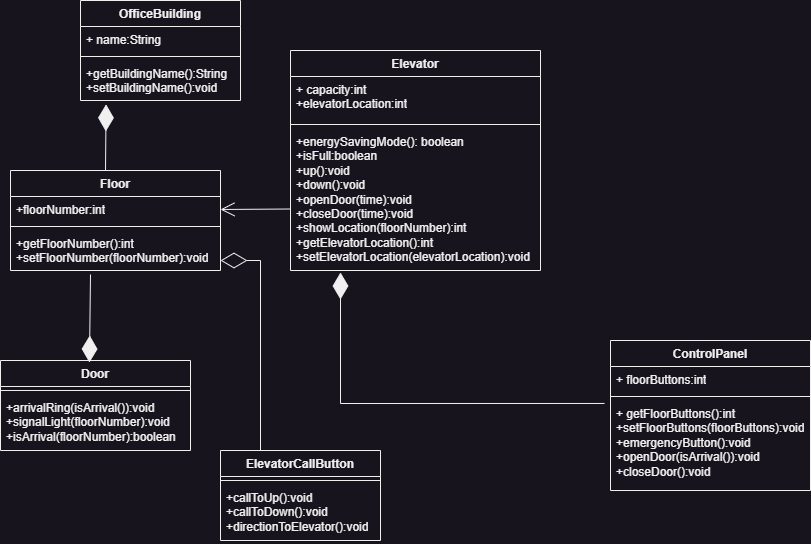 OfficeBuilding
+ name:String
+getBuildingName():String
+setBuildingName():void
Elevator
+ capacity:int
+elevatorLocation:int
+energySavingMode(): boolean
+isFull:boolean
+up():void
+down():void
+openDoor(time):void
+closeDoor(time):void
+showLocation(floorNumber):int
+getElevatorLocation():int
+setElevatorLocation(elevatorLocation):void
Floor
+floorNumber:int
+getFloorNumber():int
+setFloorNumber(floorNumber):void
Door
+arrivalRing(isArrival()):void
+signalLight(floorNumber):void
+isArrival(floorNumber):boolean
ElevatorCallButton
+callToUp():void
+callToDown():void
+directionToElevator():void
ControlPanel
+ floorButtons:int
+ getFloorButtons():int
+setFloorButtons(floorButtons):void
+emergencyButton():void
+openDoor(isArrival()):void
+closeDoor():void